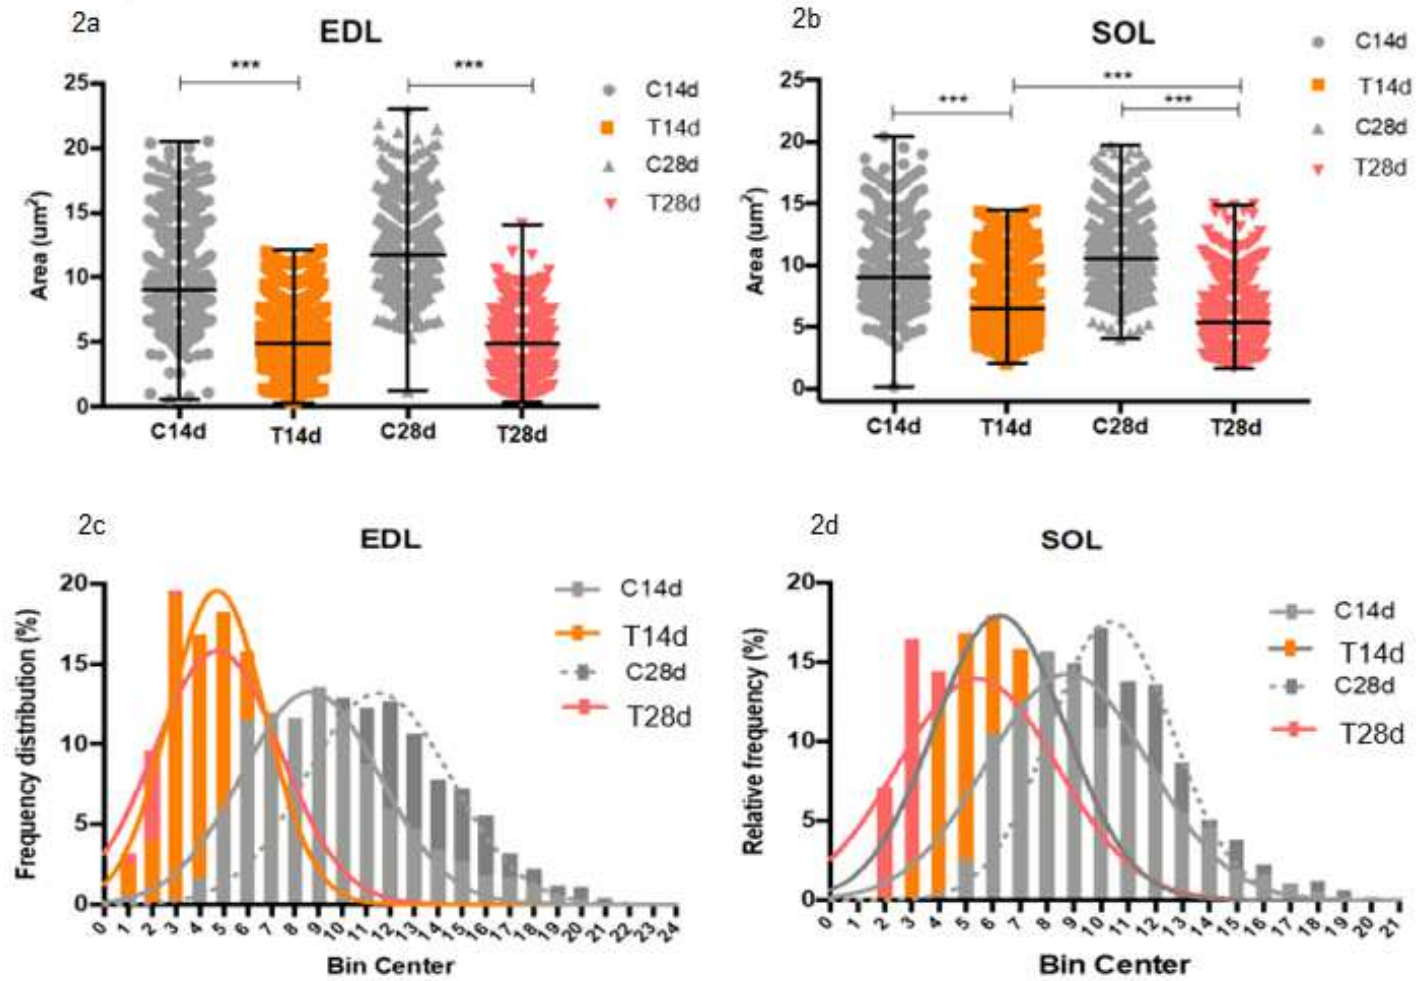 2a
EDL
***
***
C14d
T14d
C28d
T28d
25
20
15
10
5
0
Area (um²)
C14d
T14d
C28d
T28d
2b
SOL
***
***
***
C14d
T14d
C28d
T28d
25
20
15
10
5
0
Area (um²)
C14d
T14d
C28d
T28d
2c
EDL
C14d
T14d
C28d
T28d
20
15
10
5
0
Frequency distribution (%)
0 1 2 3 4 5 6 7 8 9 10 11 12 13 14 15 16 17 18 19 20 21 22 23 24
Bin Center
2d
SOL
C14d
T14d
C28d
T28d
20
15
10
5
0
Relative frequency (%)
0 1 2 3 4 5 6 7 8 9 10 11 12 13 14 15 16 17 18 19 20 21
Bin Center